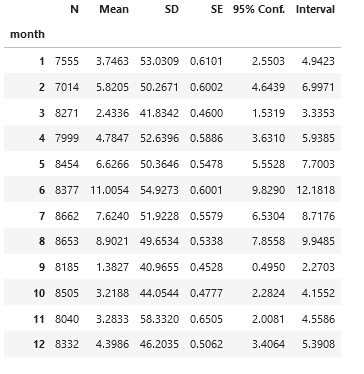 N Mean SD SE 95% Conf. Interval
month
1 7555 3.7463 53.0309 0.6101 2.5503 4.9423
2 7014 5.8205 50.2671 0.6002 4.6439 6.9971
3 8271 2.4336 41.8342 0.4600 1.5319 3.3353
4 7999 4.7847 52.6396 0.5886 3.6310 5.9385
5 8454 6.6266 50.3646 0.5478 5.5528 7.7003
6 8377 11.0054 54.9273 0.6001 9.8290 12.1818
7 8662 7.6240 51.9228 0.5579 6.5304 8.7176
8 8653 8.9021 49.6534 0.5338 7.8558 9.9485
9 8185 1.3827 40.9655 0.4528 0.4950 2.2703
10 8505 3.2188 44.0544 0.4777 2.2824 4.1552
11 8040 3.2833 58.3320 0.6505 2.0081 4.5586
12 8332 4.3986 46.2035 0.5062 3.4064 5.3908